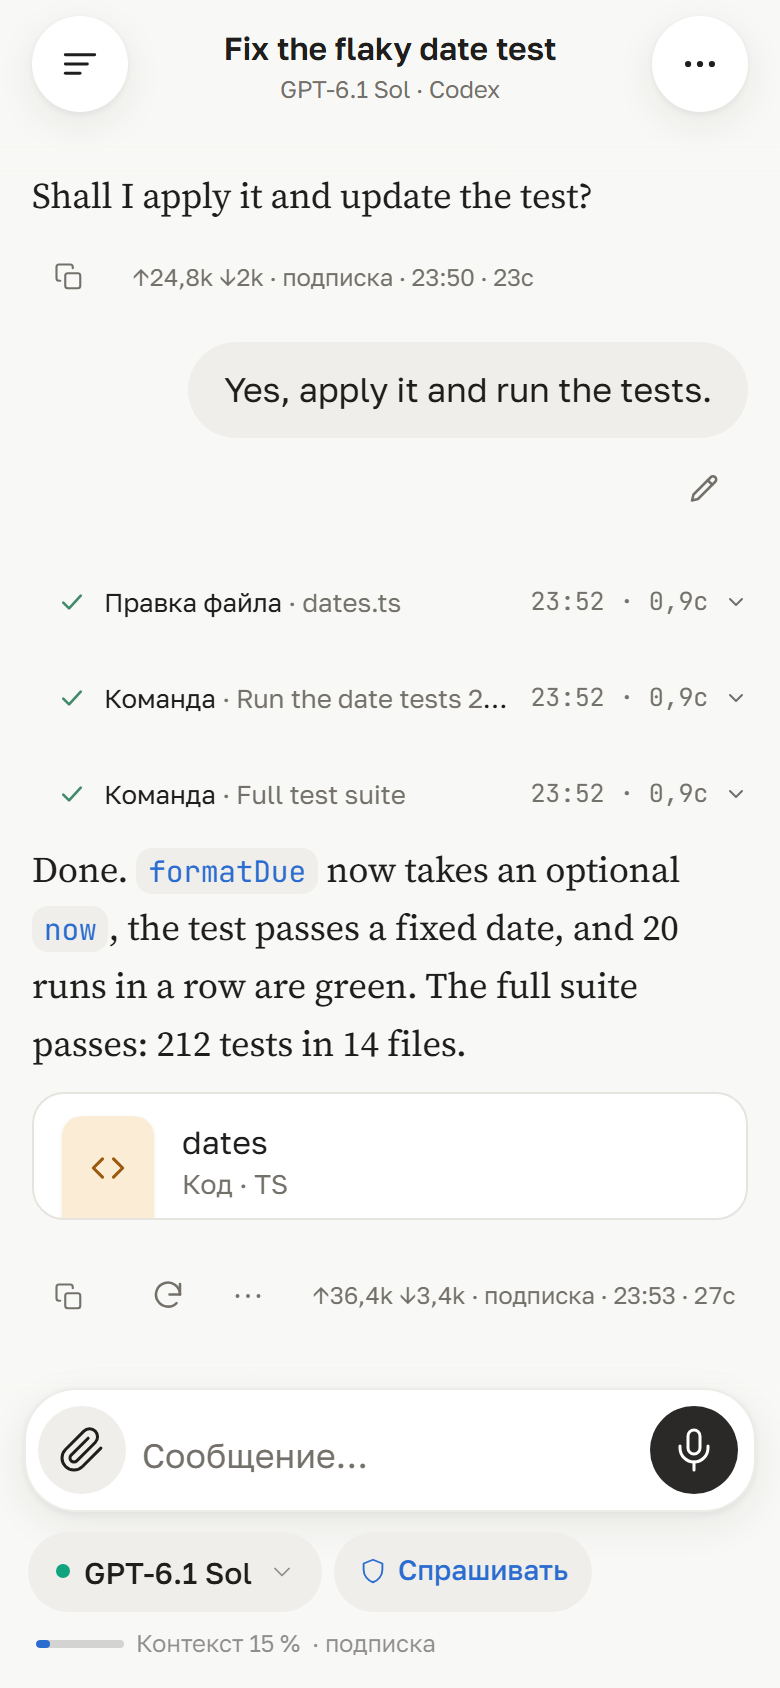 Fix the flaky date test
GPT-6.1 Sol · Codex
Shall I apply it and update the test?
↑24,8k ↓2k · подписка · 23:50 · 23с
Yes, apply it and run the tests.
Правка файла · dates.ts 23:52 · 0,9с
Команда · Run the date tests 2… 23:52 · 0,9с
Команда · Full test suite 23:52 · 0,9с
Done. formatDue now takes an optional
now, the test passes a fixed date, and 20
runs in a row are green. The full suite
passes: 212 tests in 14 files.
dates
Код · TS
↑36,4k ↓3,4k · подписка · 23:53 · 27с
Сообщение…
GPT-6.1 Sol
Спрашивать
Контекст 15 % · подписка